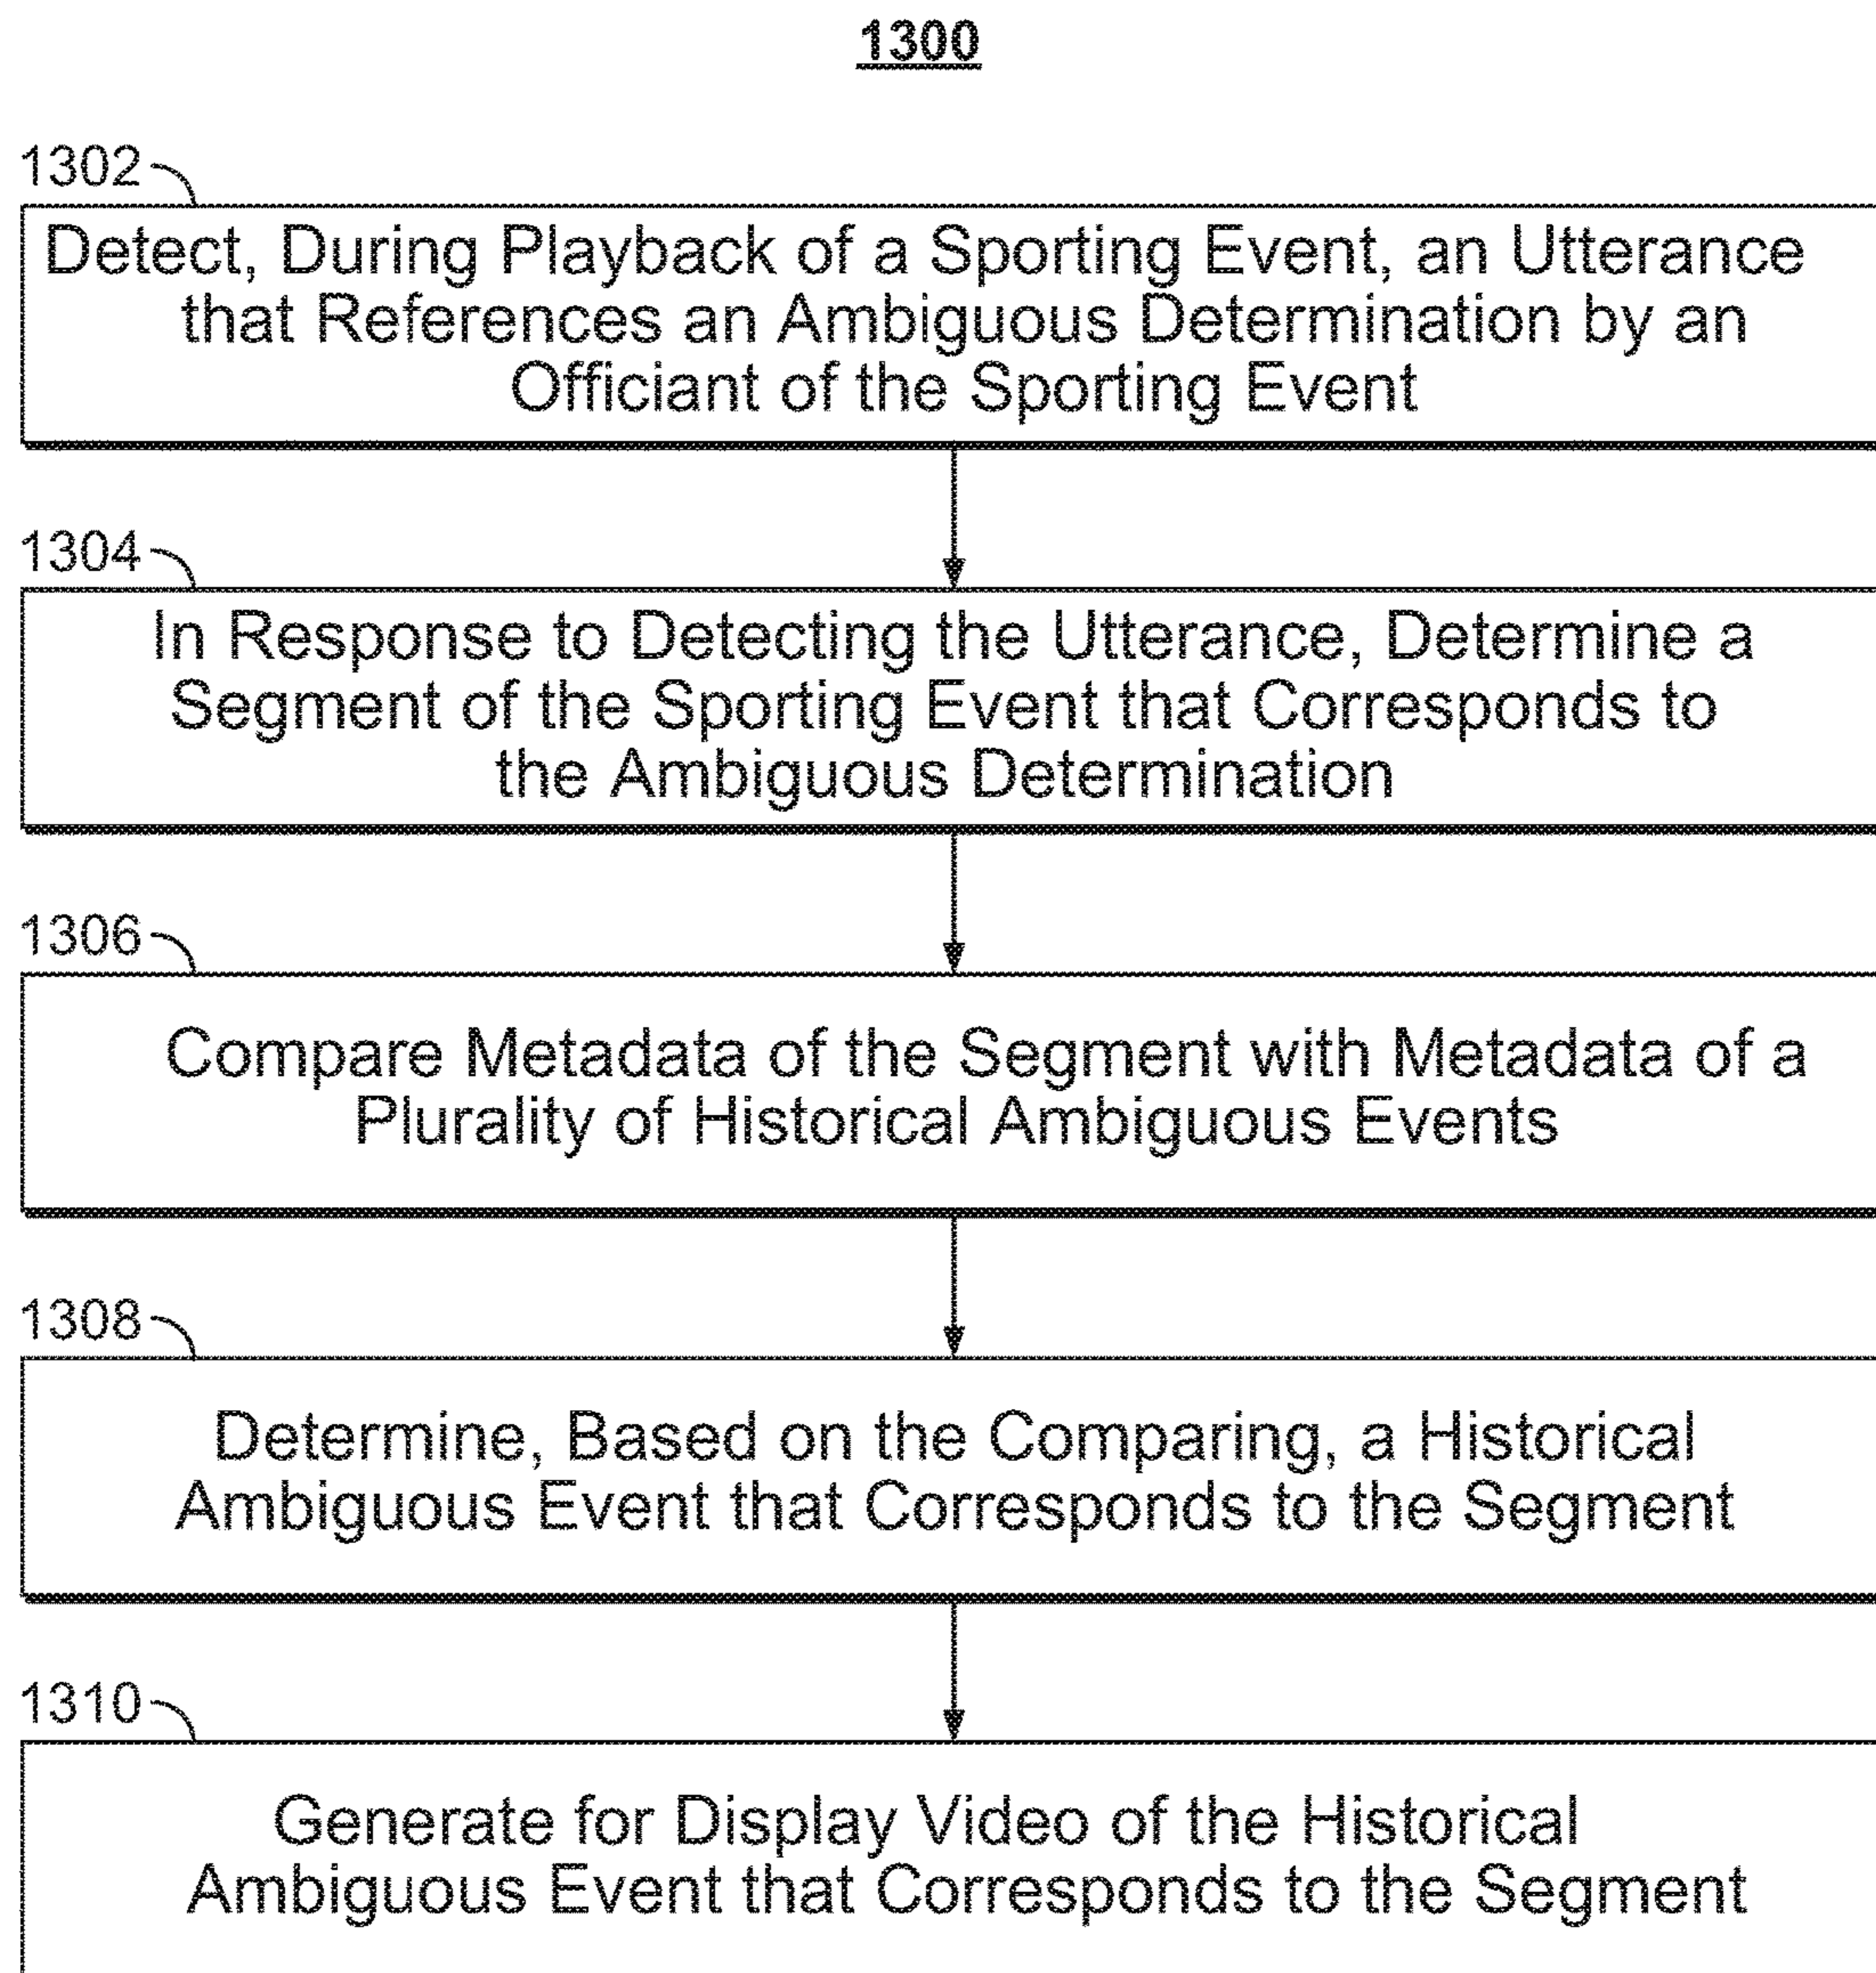 1300
1302
Detect, During Playback of a Sporting Event, an Utterance
that References an Ambiguous Determination by an
Officiant of the Sporting Event
1304
In Response to Detecting the Utterance, Determine a
Segment of the Sporting Event that Corresponds to
the Ambiguous Determination
1306
Compare Metadata of the Segment with Metadata of a
Plurality of Historical Ambiguous Events
1308
Determine, Based on the Comparing, a Historical
Ambiguous Event that Corresponds to the Segment
1310
Generate for Display Video of the Historical
Ambiguous Event that Corresponds to the Segment